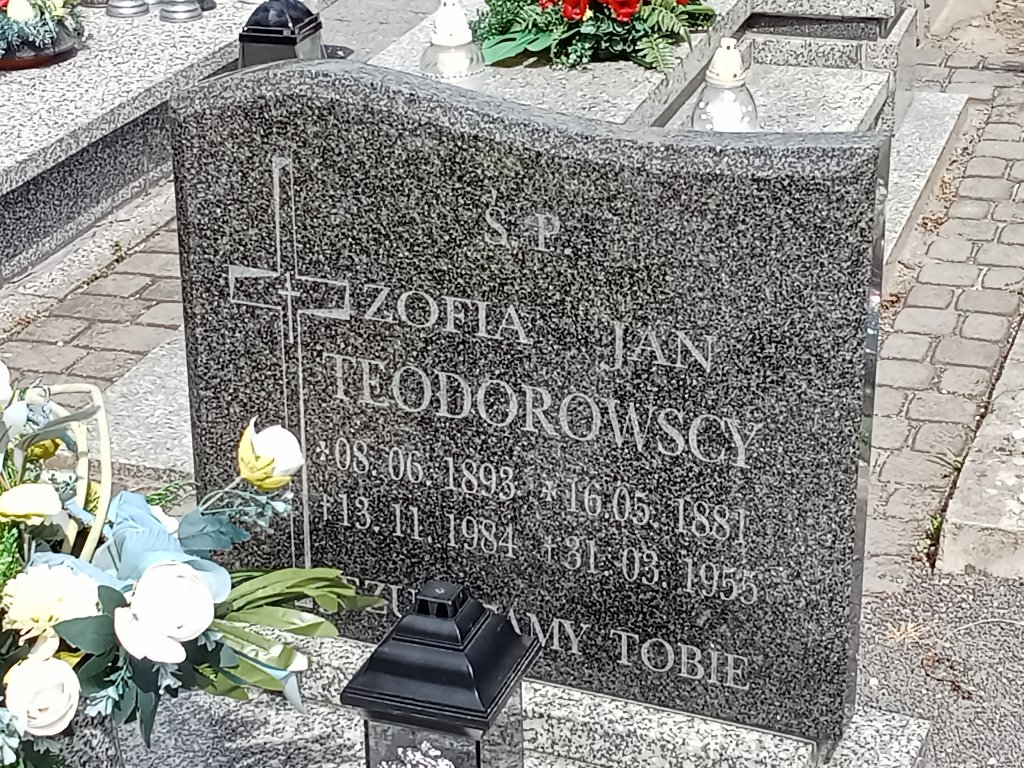 Ś. P.
ZOFIA JAN
TEODOROWSCY
*08. 06. 1893. *16.05. 1881
†13. 11. 1984 †31 03. 1955
TOBIE